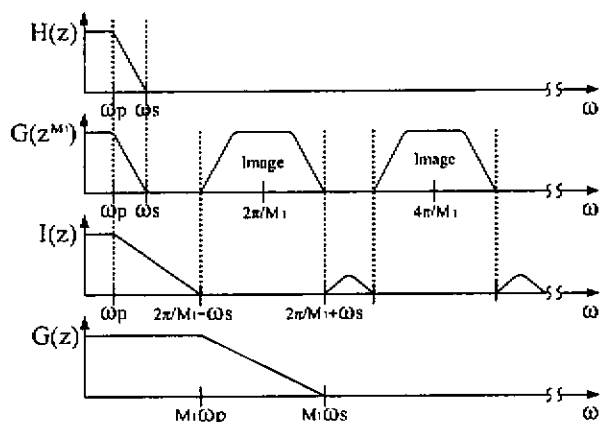 H(z)
ωp ωs ω
G(z^M1)
Image Image
ωp ωs 2π/M1 4π/M1 ω
I(z)
ωp 2π/M1-ωs 2π/M1+ωs ω
G(z)
M1ωp M1ωs ω